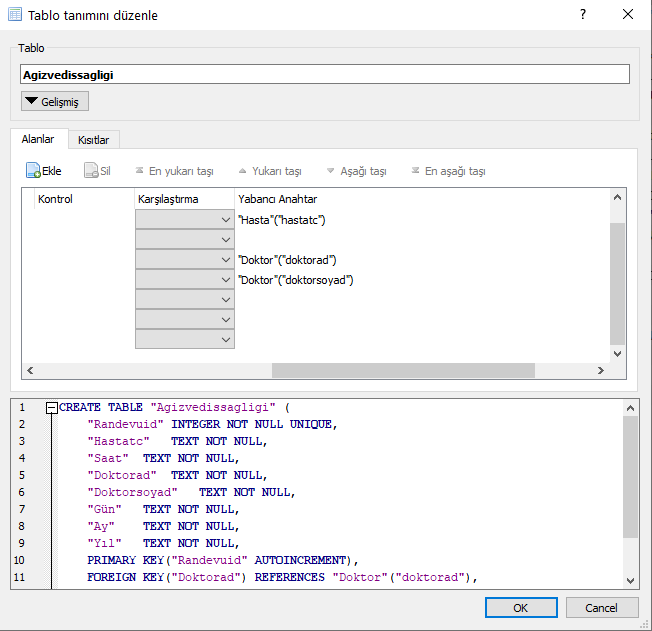 Tablo tanımını düzenle
Tablo
Agizvedissagligi
Gelişmiş
Alanlar Kısıtlar
Ekle Sil En yukarı taşı Yukarı taşı Aşağı taşı En aşağı taşı
Kontrol Karşılaştırma Yabancı Anahtar
"Hasta"("hastatc")
"Doktor"("doktorad")
"Doktor"("doktorsoyad")
1 CREATE TABLE "Agizvedissagligi" (
2 "Randevuid" INTEGER NOT NULL UNIQUE,
3 "Hastatc" TEXT NOT NULL,
4 "Saat" TEXT NOT NULL,
5 "Doktorad" TEXT NOT NULL,
6 "Doktorsoyad" TEXT NOT NULL,
7 "Gün" TEXT NOT NULL,
8 "Ay" TEXT NOT NULL,
9 "Yıl" TEXT NOT NULL,
10 PRIMARY KEY("Randevuid" AUTOINCREMENT),
11 FOREIGN KEY("Doktorad") REFERENCES "Doktor"("doktorad"),
OK Cancel